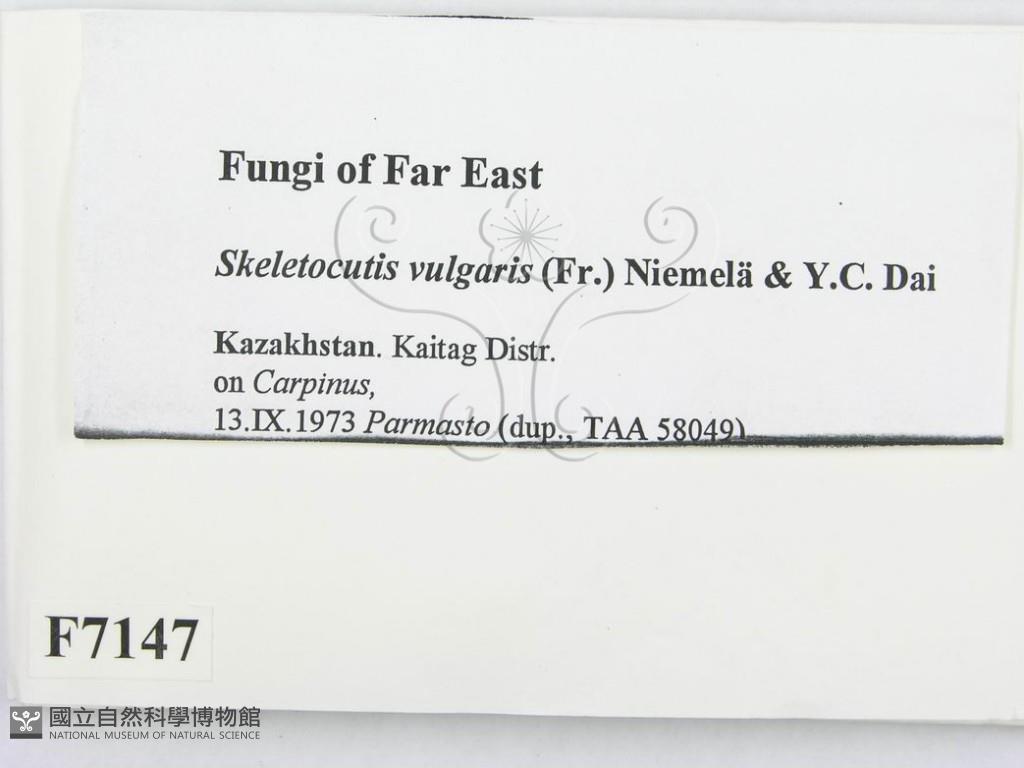 Fungi of Far East
Skeletocutis vulgaris (Fr.) Niemelä & Y.C. Dai
Kazakhstan. Kaitag Distr.
on Carpinus,
13.IX.1973 Parmasto (dup., TAA 58049)
F7147
國立自然科學博物館
NATIONAL MUSEUM OF NATURAL SCIENCE